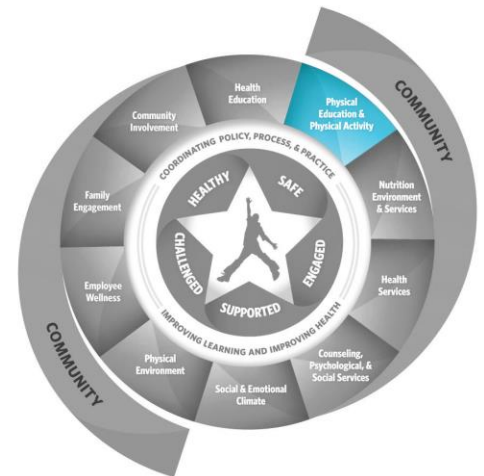 COMMUNITY
Health
Education
Physical
Education &
Physical Activity
Nutrition
Environment
& Services
Health
Services
Counseling,
Psychological, &
Social Services
Social & Emotional
Climate
Physical
Environment
Employee
Wellness
Family
Engagement
Community
Involvement
COORDINATING POLICY, PROCESS, & PRACTICE
IMPROVING LEARNING AND IMPROVING HEALTH
HEALTHY
SAFE
ENGAGED
SUPPORTED
CHALLENGED
COMMUNITY